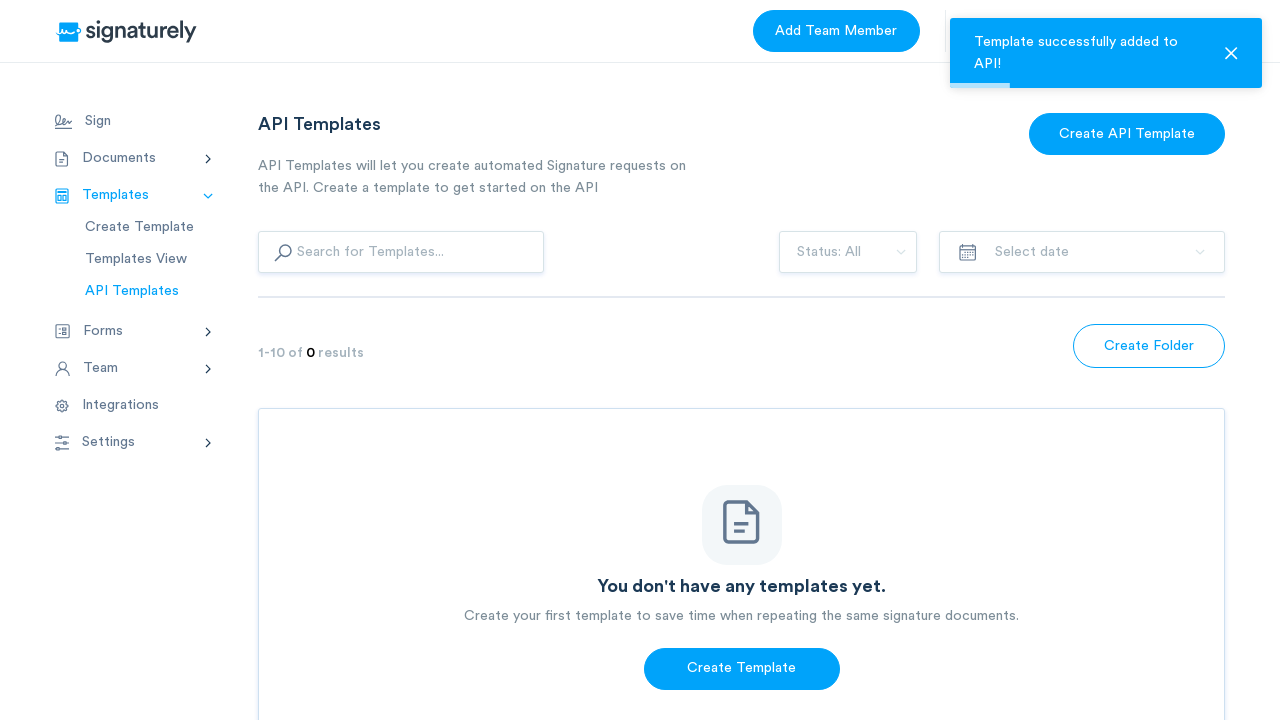 signaturely
Add Team Member
Template successfully added to
API!
Sign
Documents
Templates
Create Template
Templates View
API Templates
Forms
Team
Integrations
Settings
API Templates
API Templates will let you create automated Signature requests on
the API. Create a template to get started on the API
Create API Template
Search for Templates...
Status: All
Select date
1-10 of 0 results
Create Folder
You don't have any templates yet.
Create your first template to save time when repeating the same signature documents.
Create Template